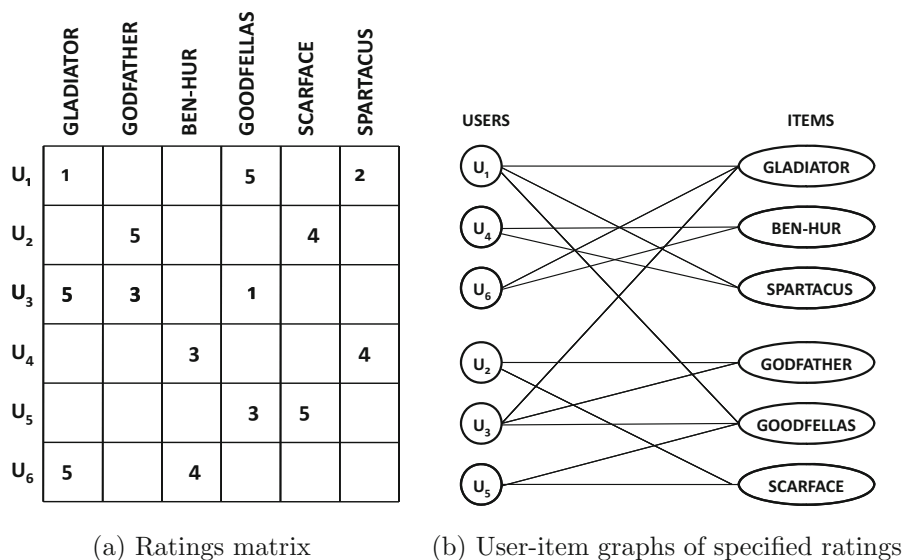 GLADIATOR GODFATHER BEN-HUR GOODFELLAS SCARFACE SPARTACUS
U₁ 1 5 2
U₂ 5 4
U₃ 5 3 1
U₄ 3 4
U₅ 3 5
U₆ 5 4
(a) Ratings matrix
USERS ITEMS
U₁ GLADIATOR
U₄ BEN-HUR
U₆ SPARTACUS
U₂ GODFATHER
U₃ GOODFELLAS
U₅ SCARFACE
(b) User-item graphs of specified ratings